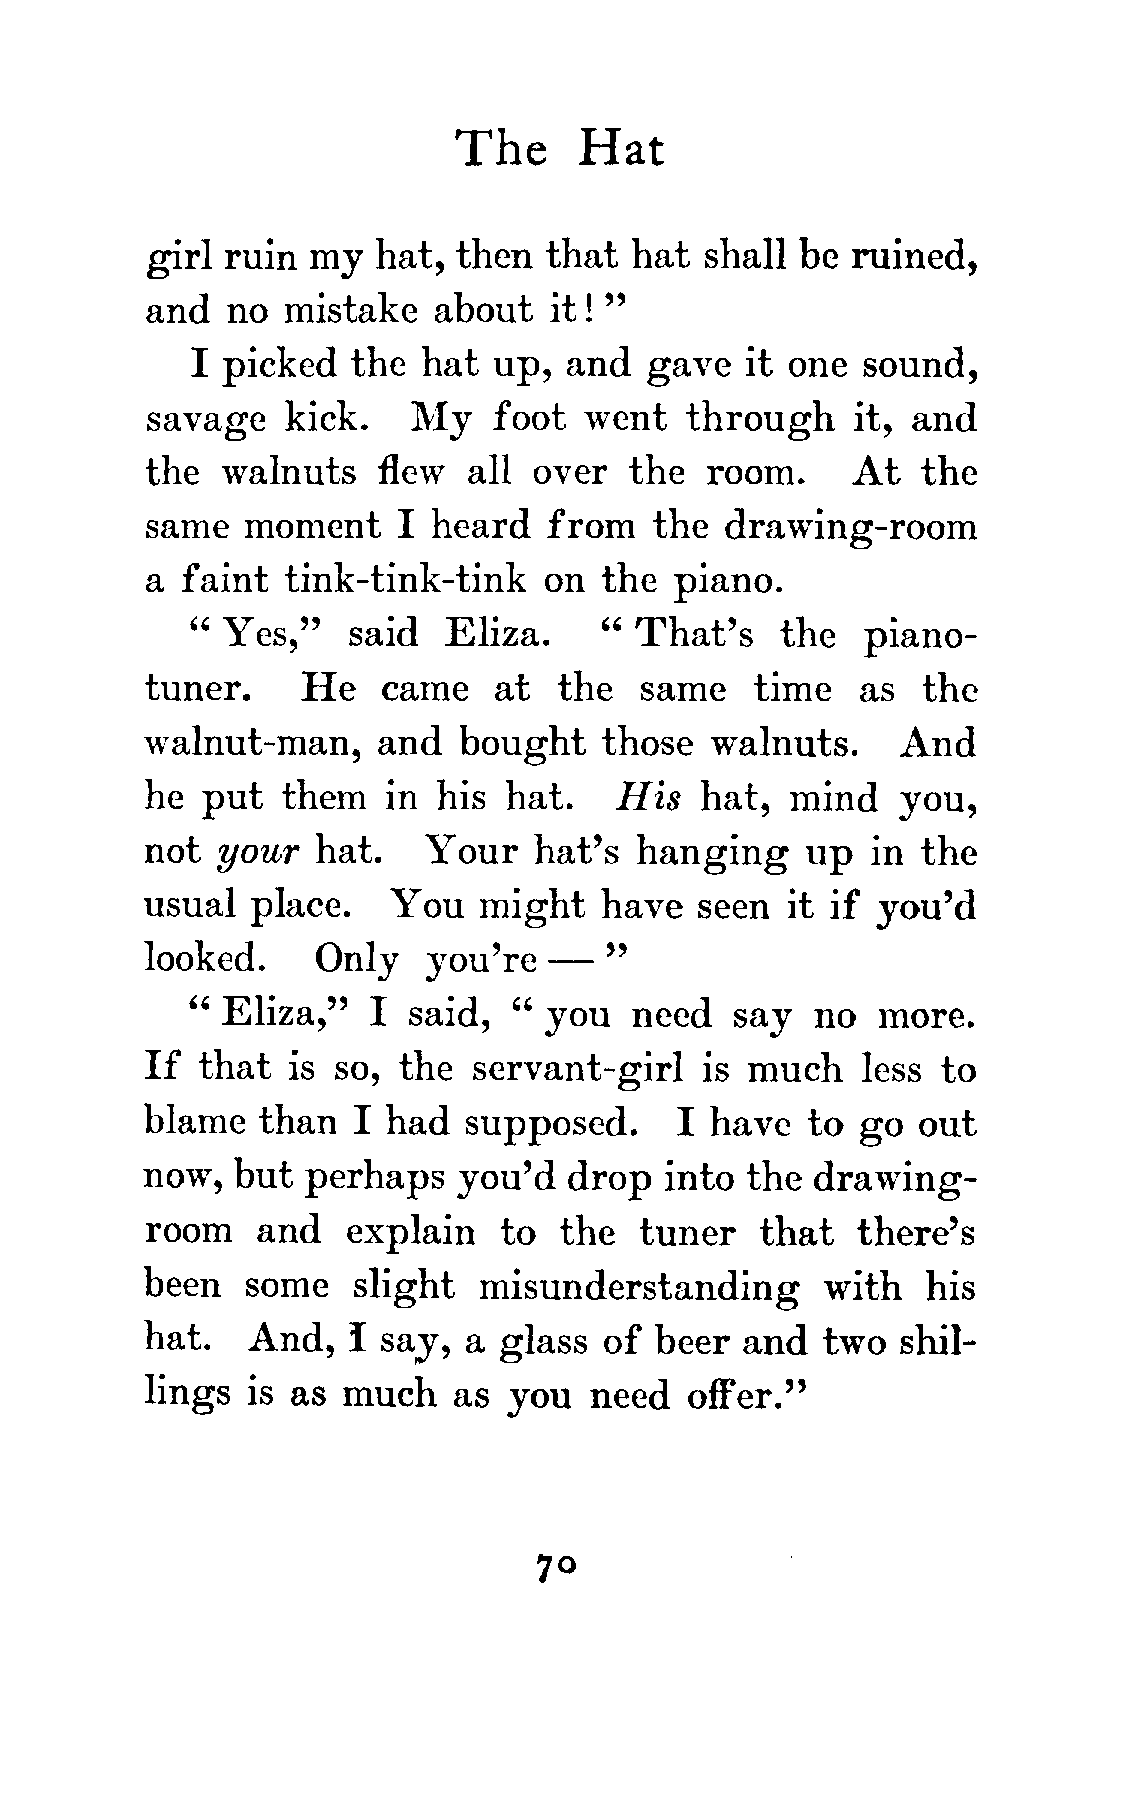 The Hat
girl ruin my hat, then that hat shall be ruined,
and no mistake about it!”
I picked the hat up, and gave it one sound,
savage kick. My foot went through it, and
the walnuts flew all over the room. At the
same moment I heard from the drawing-room
a faint tink-tink-tink on the piano.
“Yes,” said Eliza. “That’s the piano-
tuner. He came at the same time as the
walnut-man, and bought those walnuts. And
he put them in his hat. His hat, mind you,
not your hat. Your hat’s hanging up in the
usual place. You might have seen it if you’d
looked. Only you’re—”
“Eliza,” I said, “you need say no more.
If that is so, the servant-girl is much less to
blame than I had supposed. I have to go out
now, but perhaps you’d drop into the drawing-
room and explain to the tuner that there’s
been some slight misunderstanding with his
hat. And, I say, a glass of beer and two shil-
lings is as much as you need offer.”
70